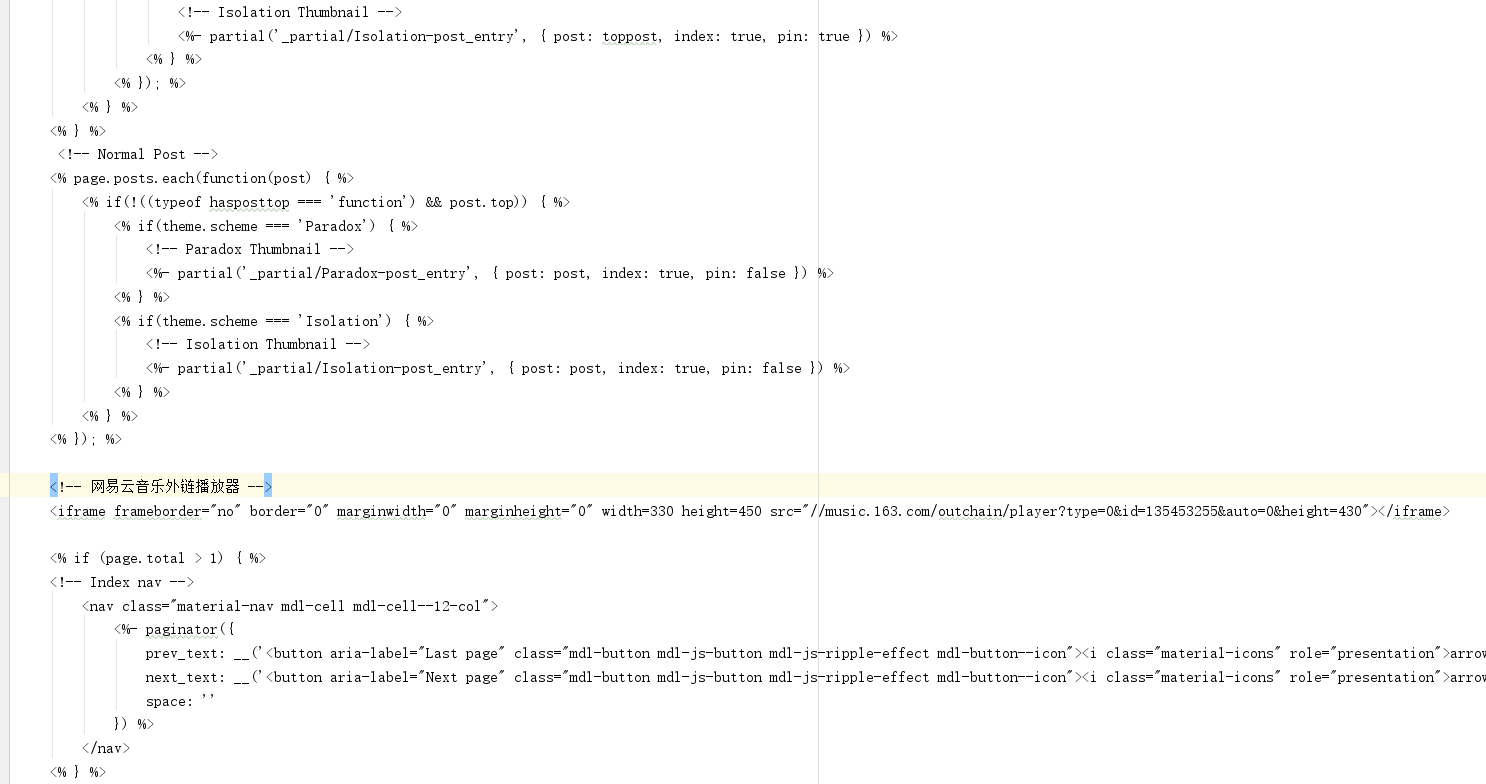 <!-- Isolation Thumbnail -->
<%- partial('_partial/Isolation-post_entry', { post: toppost, index: true, pin: true }) %>
<% } %>
<% }); %>
<% } %>
<% } %>
<!-- Normal Post -->
<% page.posts.each(function(post) { %>
<% if(!((typeof hasposttop === 'function') && post.top)) { %>
<% if(theme.scheme === 'Paradox') { %>
<!-- Paradox Thumbnail -->
<%- partial('_partial/Paradox-post_entry', { post: post, index: true, pin: false }) %>
<% } %>
<% if(theme.scheme === 'Isolation') { %>
<!-- Isolation Thumbnail -->
<%- partial('_partial/Isolation-post_entry', { post: post, index: true, pin: false }) %>
<% } %>
<% } %>
<% }); %>
<!-- 网易云音乐外链播放器 -->
<iframe frameborder="no" border="0" marginwidth="0" marginheight="0" width=330 height=450 src="//music.163.com/outchain/player?type=0&id=135453255&auto=0&height=430"></iframe>
<% if (page.total > 1) { %>
<!-- Index nav -->
<nav class="material-nav mdl-cell mdl-cell--12-col">
<%- paginator({
prev_text: __('<button aria-label="Last page" class="mdl-button mdl-js-button mdl-js-ripple-effect mdl-button--icon"><i class="material-icons" role="presentation">arrow
next_text: __('<button aria-label="Next page" class="mdl-button mdl-js-button mdl-js-ripple-effect mdl-button--icon"><i class="material-icons" role="presentation">arrow
space: ''
}) %>
</nav>
<% } %>